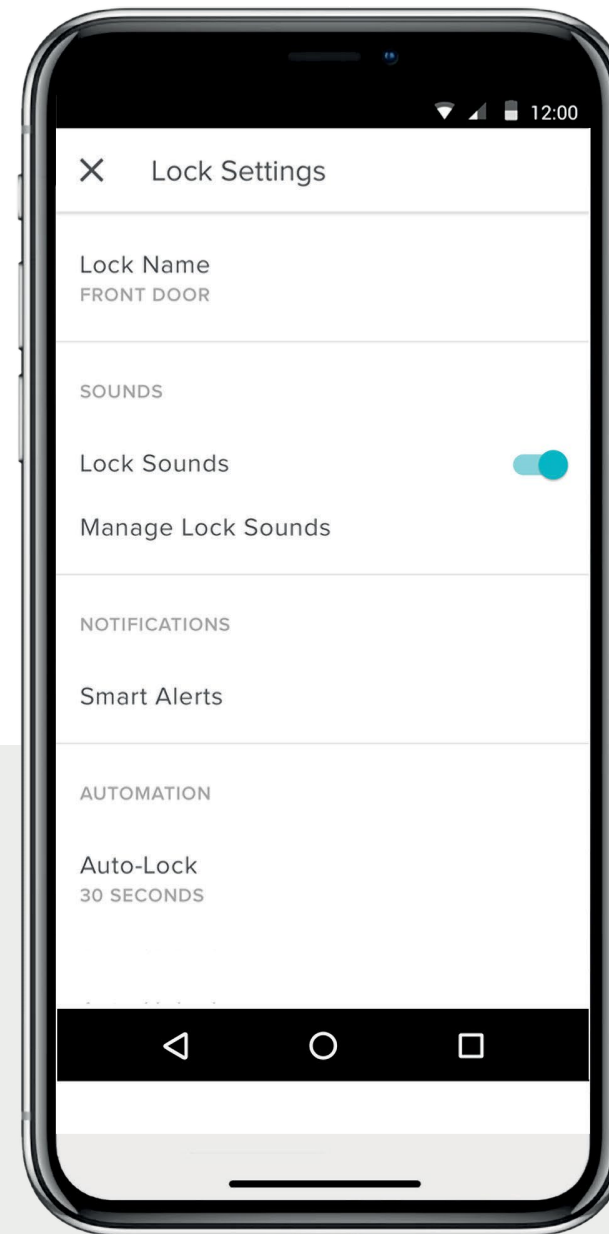 12:00
Lock Settings
Lock Name
FRONT DOOR
SOUNDS
Lock Sounds
Manage Lock Sounds
NOTIFICATIONS
Smart Alerts
AUTOMATION
Auto-Lock
30 SECONDS